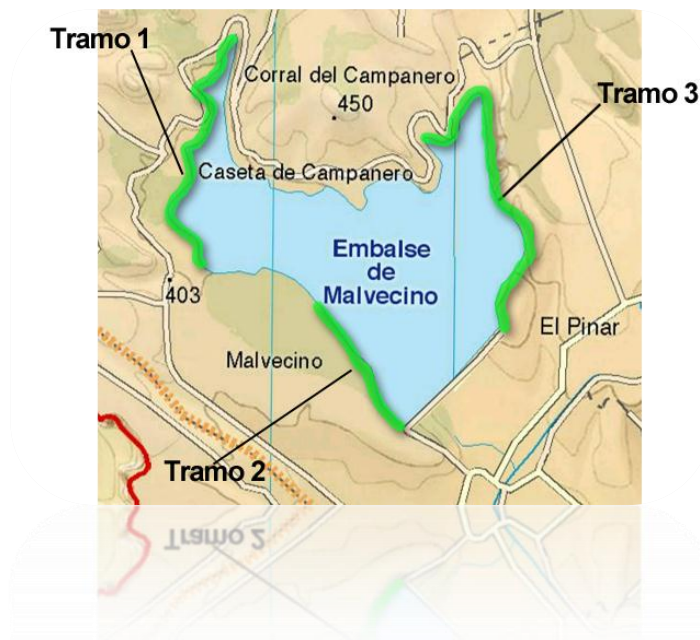 Tramo 1
Corral del Campanero
450
Tramo 3
Caseta de Campanero
Embalse
de
Malvecino
403
El Pinar
Malvecino
Tramo 2